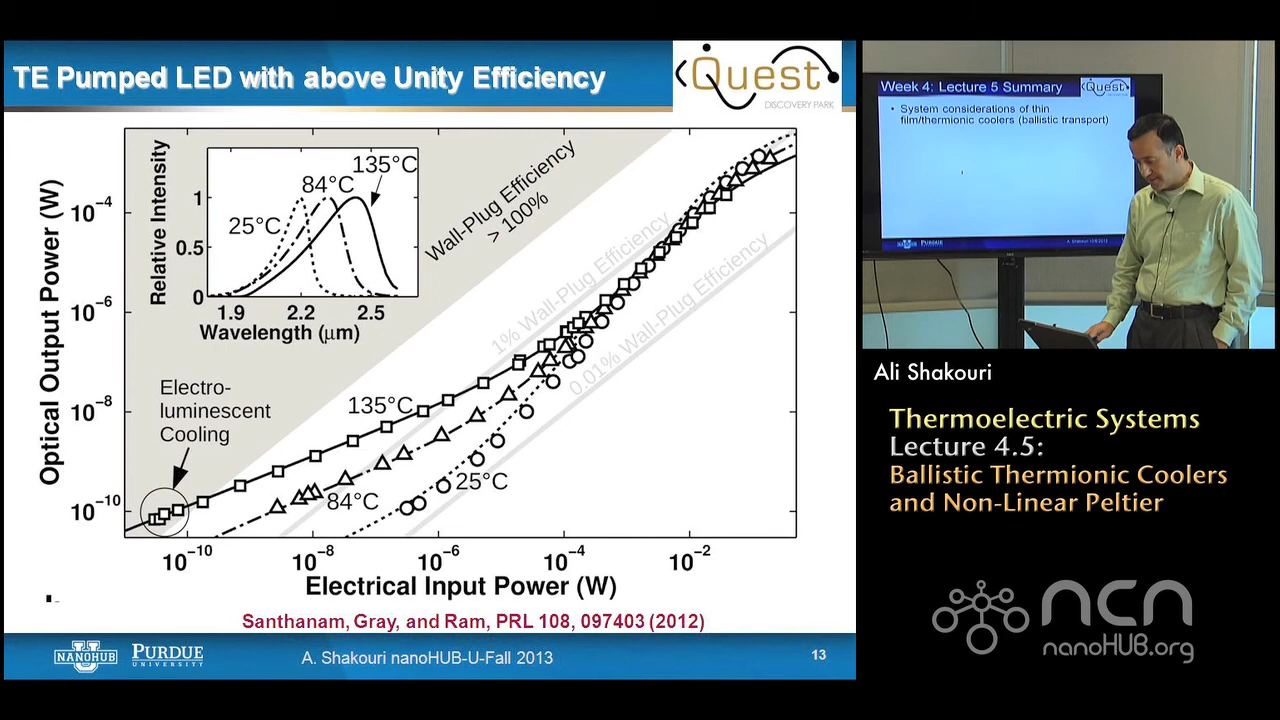 TE Pumped LED with above Unity Efficiency
Quest
DISCOVERY PARK
Relative Intensity
1
0.5
0
135°C
84°C
25°C
1.9
2.2
2.5
Wavelength (μm)
Wall-Plug Efficiency
> 100%
1% Wall-Plug Efficiency
0.01% Wall-Plug Efficiency
Electro-
luminescent
Cooling
135°C
84°C
25°C
Optical Output Power (W)
10⁻⁴
10⁻⁶
10⁻⁸
10⁻¹⁰
10⁻¹⁰
10⁻⁸
10⁻⁶
10⁻⁴
10⁻²
Electrical Input Power (W)
Santhanam, Gray, and Ram, PRL 108, 097403 (2012)
NANOHUB
U
PURDUE
UNIVERSITY
A. Shakouri nanoHUB-U-Fall 2013
13
Week 4: Lecture 5 Summary
Quest
• System considerations of thin
film/thermionic coolers (ballistic transport)
PURDUE
Ali Shakouri
Thermoelectric Systems
Lecture 4.5:
Ballistic Thermionic Coolers
and Non-Linear Peltier
ncn
nanoHUB.org